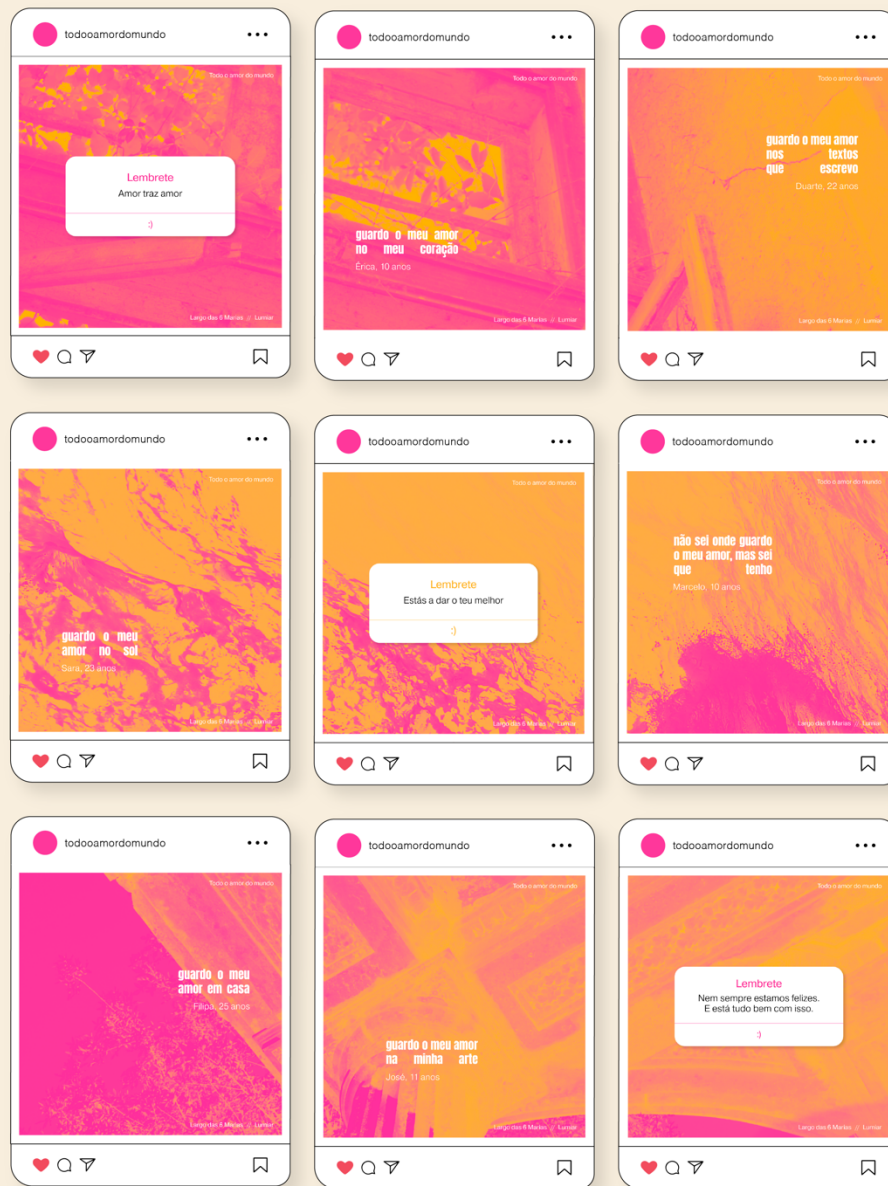 todooamordomundo
Todo o amor do mundo
Lembrete
Amor traz amor
:)
Largo das 6 Marias // Lumiar
todooamordomundo
Todo o amor do mundo
guardo o meu amor
no meu coração
Érica, 10 anos
Largo das 6 Marias // Lumiar
todooamordomundo
Todo o amor do mundo
guardo o meu amor
nos textos
que escrevo
Duarte, 22 anos
Largo das 6 Marias // Lumiar
todooamordomundo
Todo o amor do mundo
guardo o meu
amor no sol
Sara, 23 anos
Largo das 6 Marias // Lumiar
todooamordomundo
Todo o amor do mundo
Lembrete
Estás a dar o teu melhor
:)
Largo das 6 Marias // Lumiar
todooamordomundo
Todo o amor do mundo
não sei onde guardo
o meu amor, mas sei
que tenho
Marcelo, 10 anos
Largo das 6 Marias // Lumiar
todooamordomundo
Todo o amor do mundo
guardo o meu
amor em casa
Filipa, 25 anos
Largo das 6 Marias // Lumiar
todooamordomundo
Todo o amor do mundo
guardo o meu amor
na minha arte
José, 11 anos
Largo das 6 Marias // Lumiar
todooamordomundo
Todo o amor do mundo
Lembrete
Nem sempre estamos felizes.
E está tudo bem com isso.
:)
Largo das 6 Marias // Lumiar